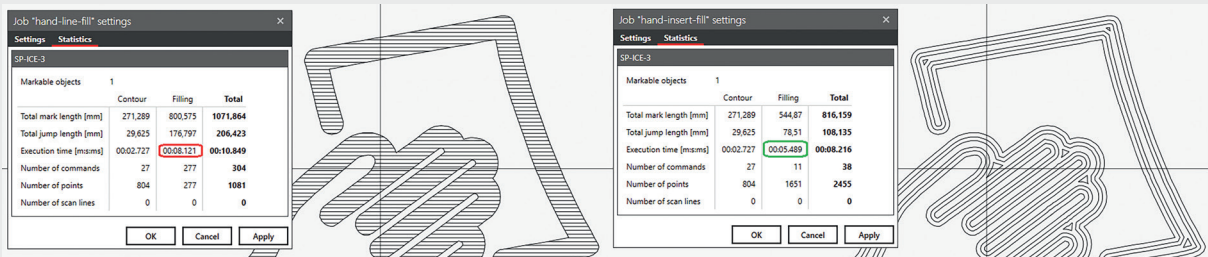 Job "hand-line-fill" settings ×
Settings Statistics
SP-ICE-3
Markable objects 1
Contour Filling Total
Total mark length [mm] 271,289 800,575 1071,864
Total jump length [mm] 29,625 176,797 206,423
Execution time [m:s:ms] 00:02.727 00:08.121 00:10.849
Number of commands 27 277 304
Number of points 804 277 1081
Number of scan lines 0 0 0
OK Cancel Apply
Job "hand-insert-fill" settings ×
Settings Statistics
SP-ICE-3
Markable objects 1
Contour Filling Total
Total mark length [mm] 271,289 544,87 816,159
Total jump length [mm] 29,625 78,51 108,135
Execution time [m:s:ms] 00:02.727 00:05.489 00:08.216
Number of commands 27 11 38
Number of points 804 1651 2455
Number of scan lines 0 0 0
OK Cancel Apply